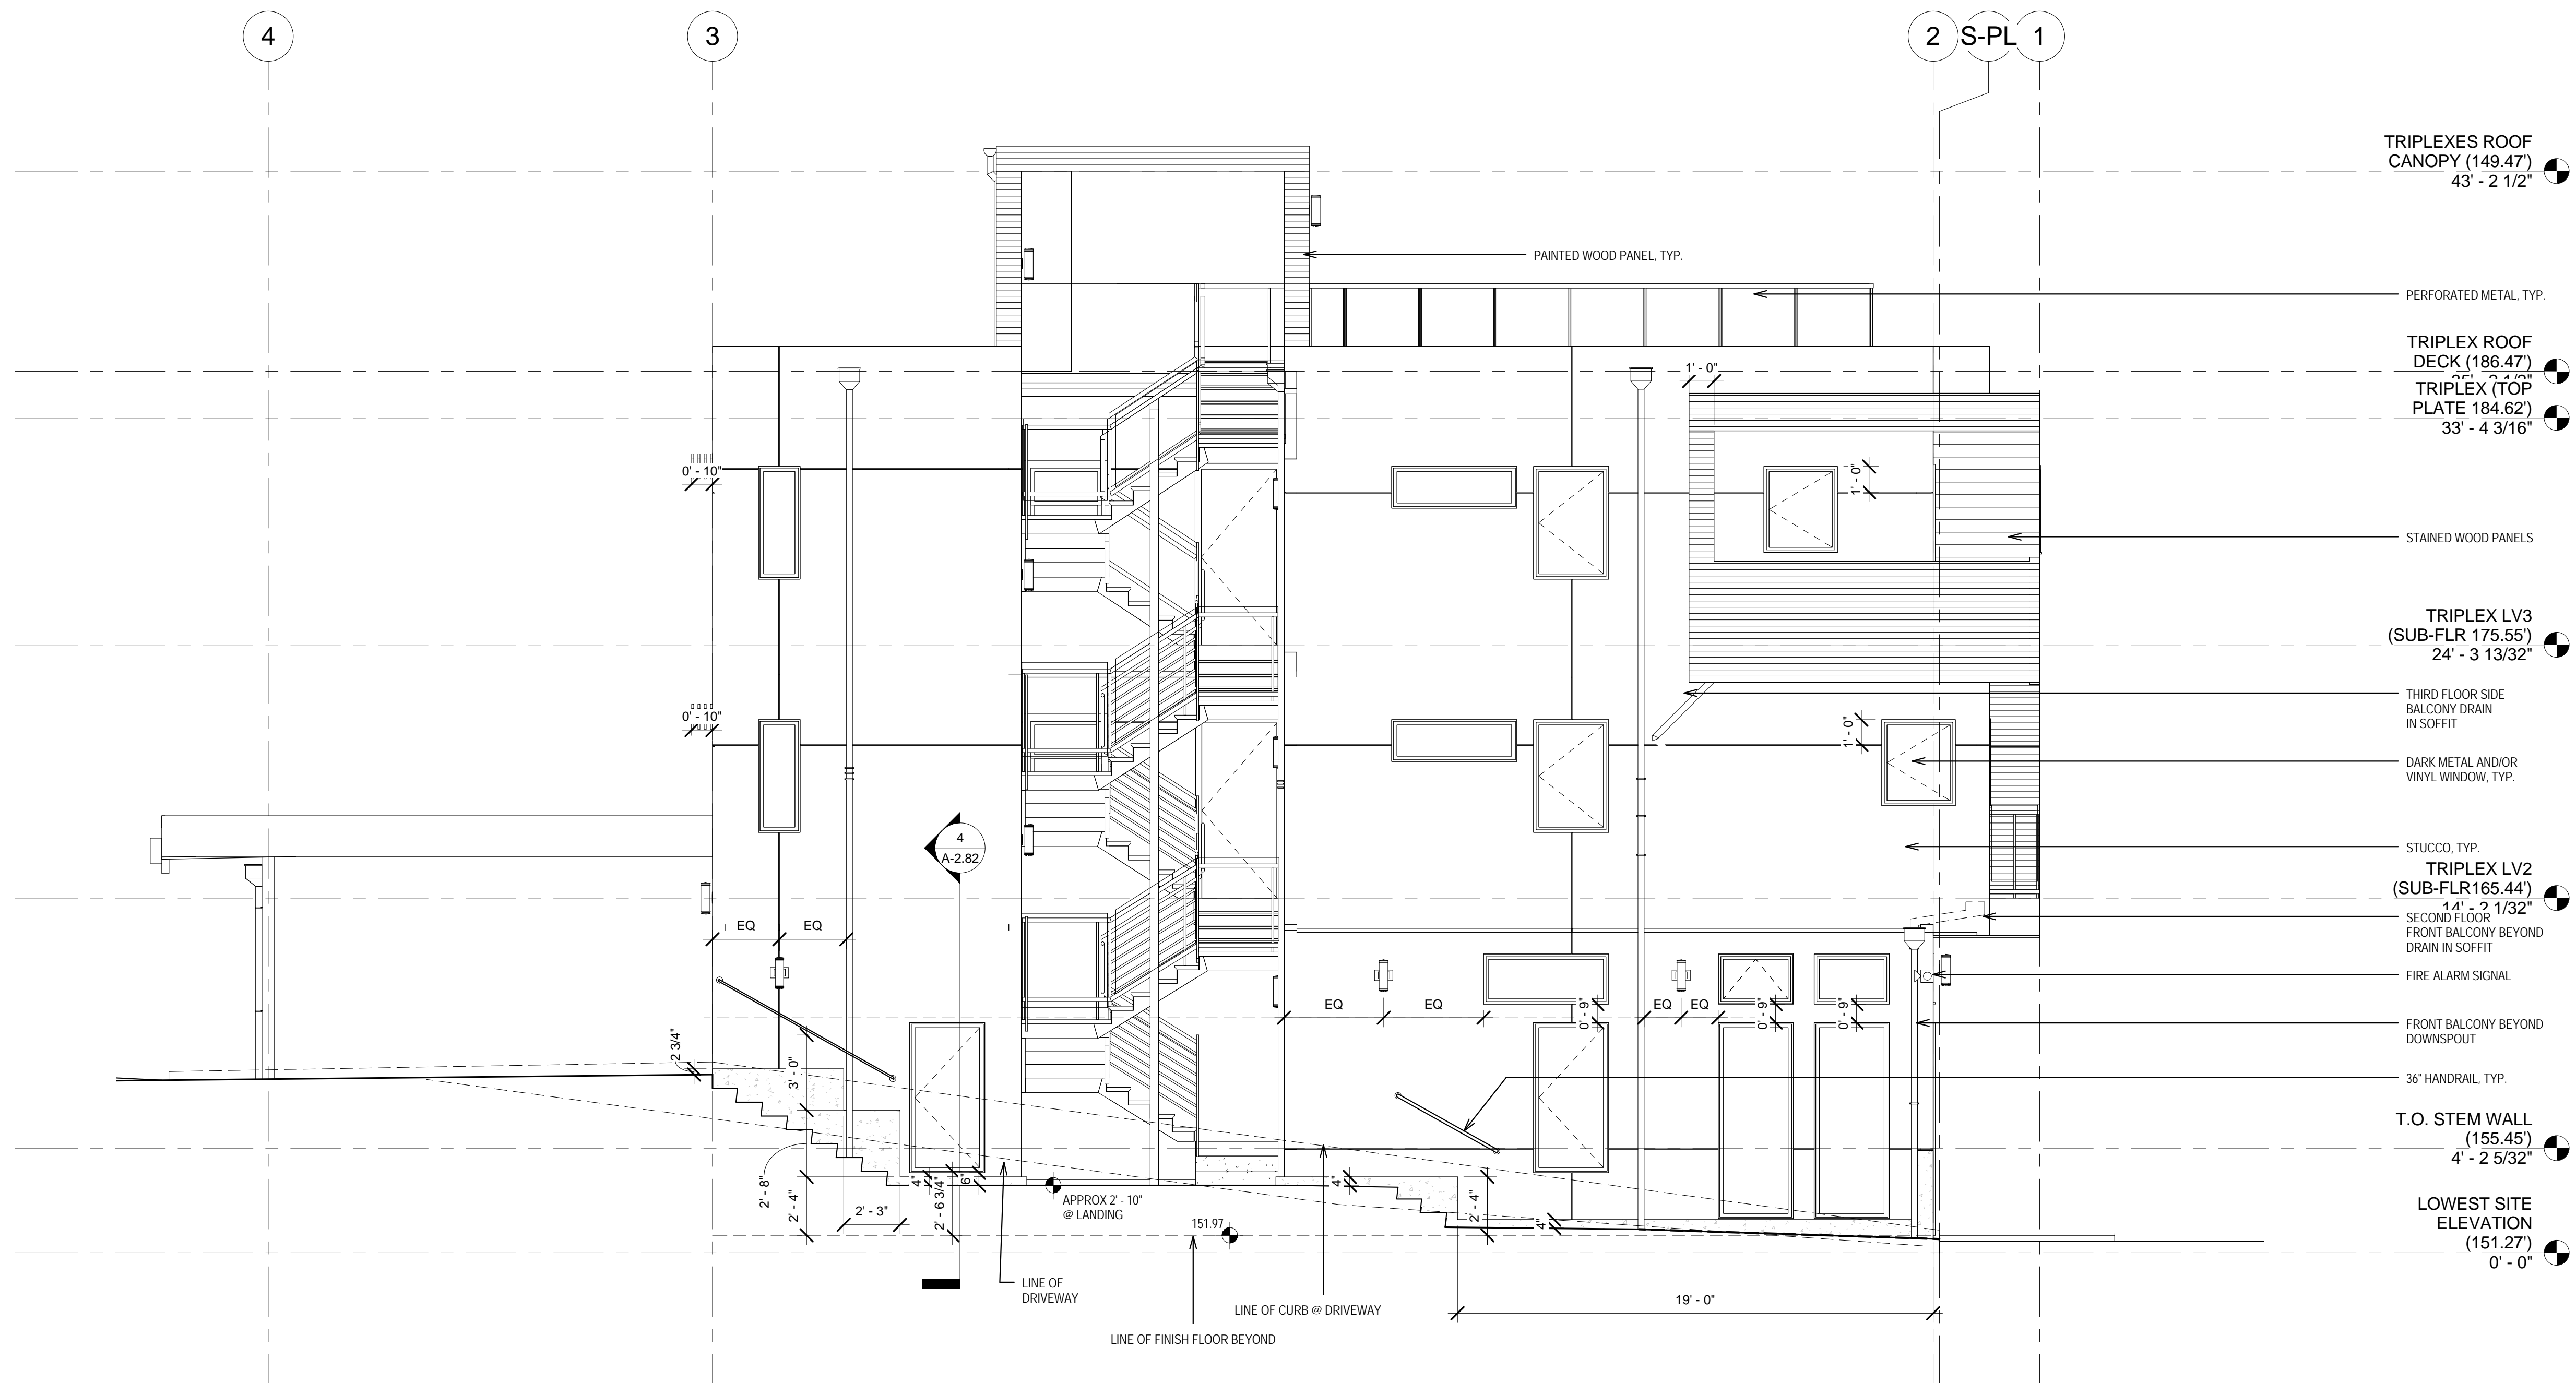 4
3
2
S-PL
1
TRIPLEXES ROOF
CANOPY (149.47')
43' - 2 1/2"
PAINTED WOOD PANEL, TYP.
PERFORATED METAL, TYP.
TRIPLEX ROOF
DECK (186.47')
TRIPLEX (TOP
PLATE 184.62')
33' - 4 3/16"
1' - 0"
0' - 10"
1' - 0"
STAINED WOOD PANELS
TRIPLEX LV3
(SUB-FLR 175.55')
24' - 3 13/32"
THIRD FLOOR SIDE
BALCONY DRAIN
IN SOFFIT
0' - 10"
1' - 0"
DARK METAL AND/OR
VINYL WINDOW, TYP.
4
A-2.82
STUCCO, TYP.
TRIPLEX LV2
(SUB-FLR165.44')
14' - 2 1/32"
SECOND FLOOR
FRONT BALCONY BEYOND
DRAIN IN SOFFIT
EQ
EQ
FIRE ALARM SIGNAL
EQ
EQ
0' - 9"
EQ
EQ
0' - 9"
0' - 9"
FRONT BALCONY BEYOND
DOWNSPOUT
2 3/4"
3' - 0"
36" HANDRAIL, TYP.
T.O. STEM WALL
(155.45')
4' - 2 5/32"
2' - 8"
2' - 4"
2' - 3"
4"
2' - 6 3/4"
6"
APPROX 2' - 10"
@ LANDING
151.97
4"
2' - 4"
4"
LOWEST SITE
ELEVATION
(151.27')
0' - 0"
LINE OF
DRIVEWAY
LINE OF CURB @ DRIVEWAY
19' - 0"
LINE OF FINISH FLOOR BEYOND